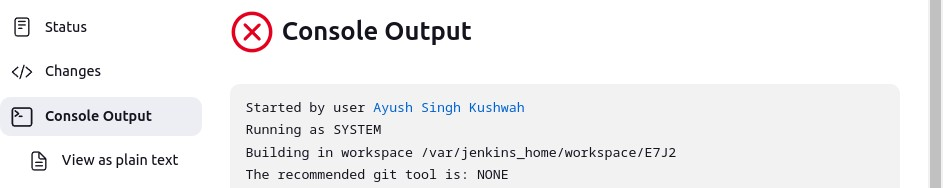 Status
Changes
Console Output
View as plain text
Console Output
Started by user Ayush Singh Kushwah
Running as SYSTEM
Building in workspace /var/jenkins_home/workspace/E7J2
The recommended git tool is: NONE